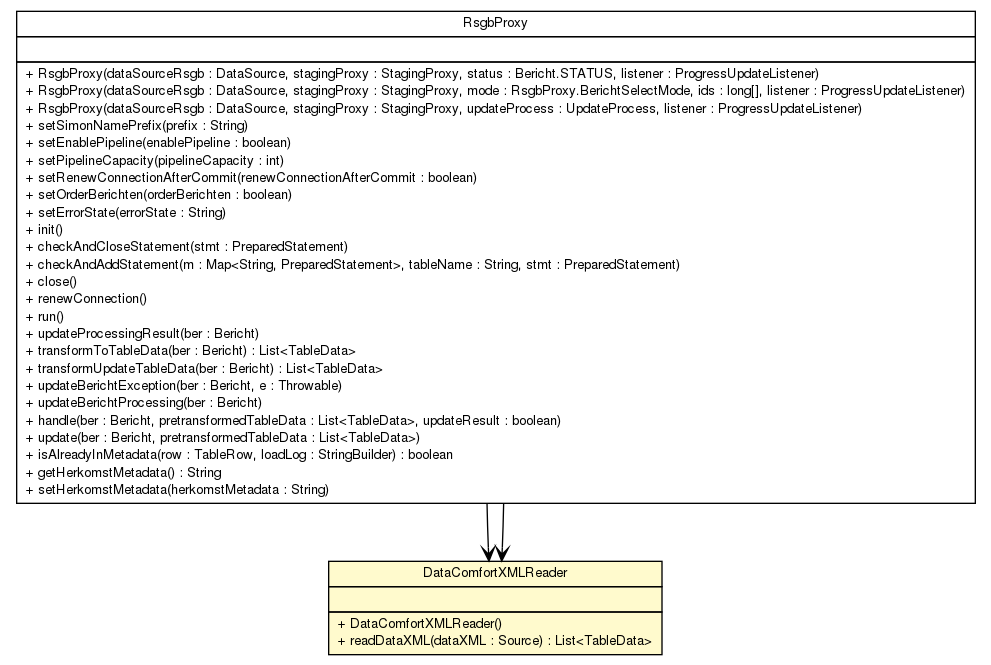 RsgbProxy
+ RsgbProxy(dataSourceRsgb : DataSource, stagingProxy : StagingProxy, status : Bericht.STATUS, listener : ProgressUpdateListener)
+ RsgbProxy(dataSourceRsgb : DataSource, stagingProxy : StagingProxy, mode : RsgbProxy.BerichtSelectMode, ids : long[], listener : ProgressUpdateListener)
+ RsgbProxy(dataSourceRsgb : DataSource, stagingProxy : StagingProxy, updateProcess : UpdateProcess, listener : ProgressUpdateListener)
+ setSimonNamePrefix(prefix : String)
+ setEnablePipeline(enablePipeline : boolean)
+ setPipelineCapacity(pipelineCapacity : int)
+ setRenewConnectionAfterCommit(renewConnectionAfterCommit : boolean)
+ setOrderBerichten(orderBerichten : boolean)
+ setErrorState(errorState : String)
+ init()
+ checkAndCloseStatement(stmt : PreparedStatement)
+ checkAndAddStatement(m : Map<String, PreparedStatement>, tableName : String, stmt : PreparedStatement)
+ close()
+ renewConnection()
+ run()
+ updateProcessingResult(ber : Bericht)
+ transformToTableData(ber : Bericht) : List<TableData>
+ transformUpdateTableData(ber : Bericht) : List<TableData>
+ updateBerichtException(ber : Bericht, e : Throwable)
+ updateBerichtProcessing(ber : Bericht)
+ handle(ber : Bericht, pretransformedTableData : List<TableData>, updateResult : boolean)
+ update(ber : Bericht, pretransformedTableData : List<TableData>)
+ isAlreadyInMetadata(row : TableRow, loadLog : StringBuilder) : boolean
+ getHerkomstMetadata() : String
+ setHerkomstMetadata(herkomstMetadata : String)
DataComfortXMLReader
+ DataComfortXMLReader()
+ readDataXML(dataXML : Source) : List<TableData>